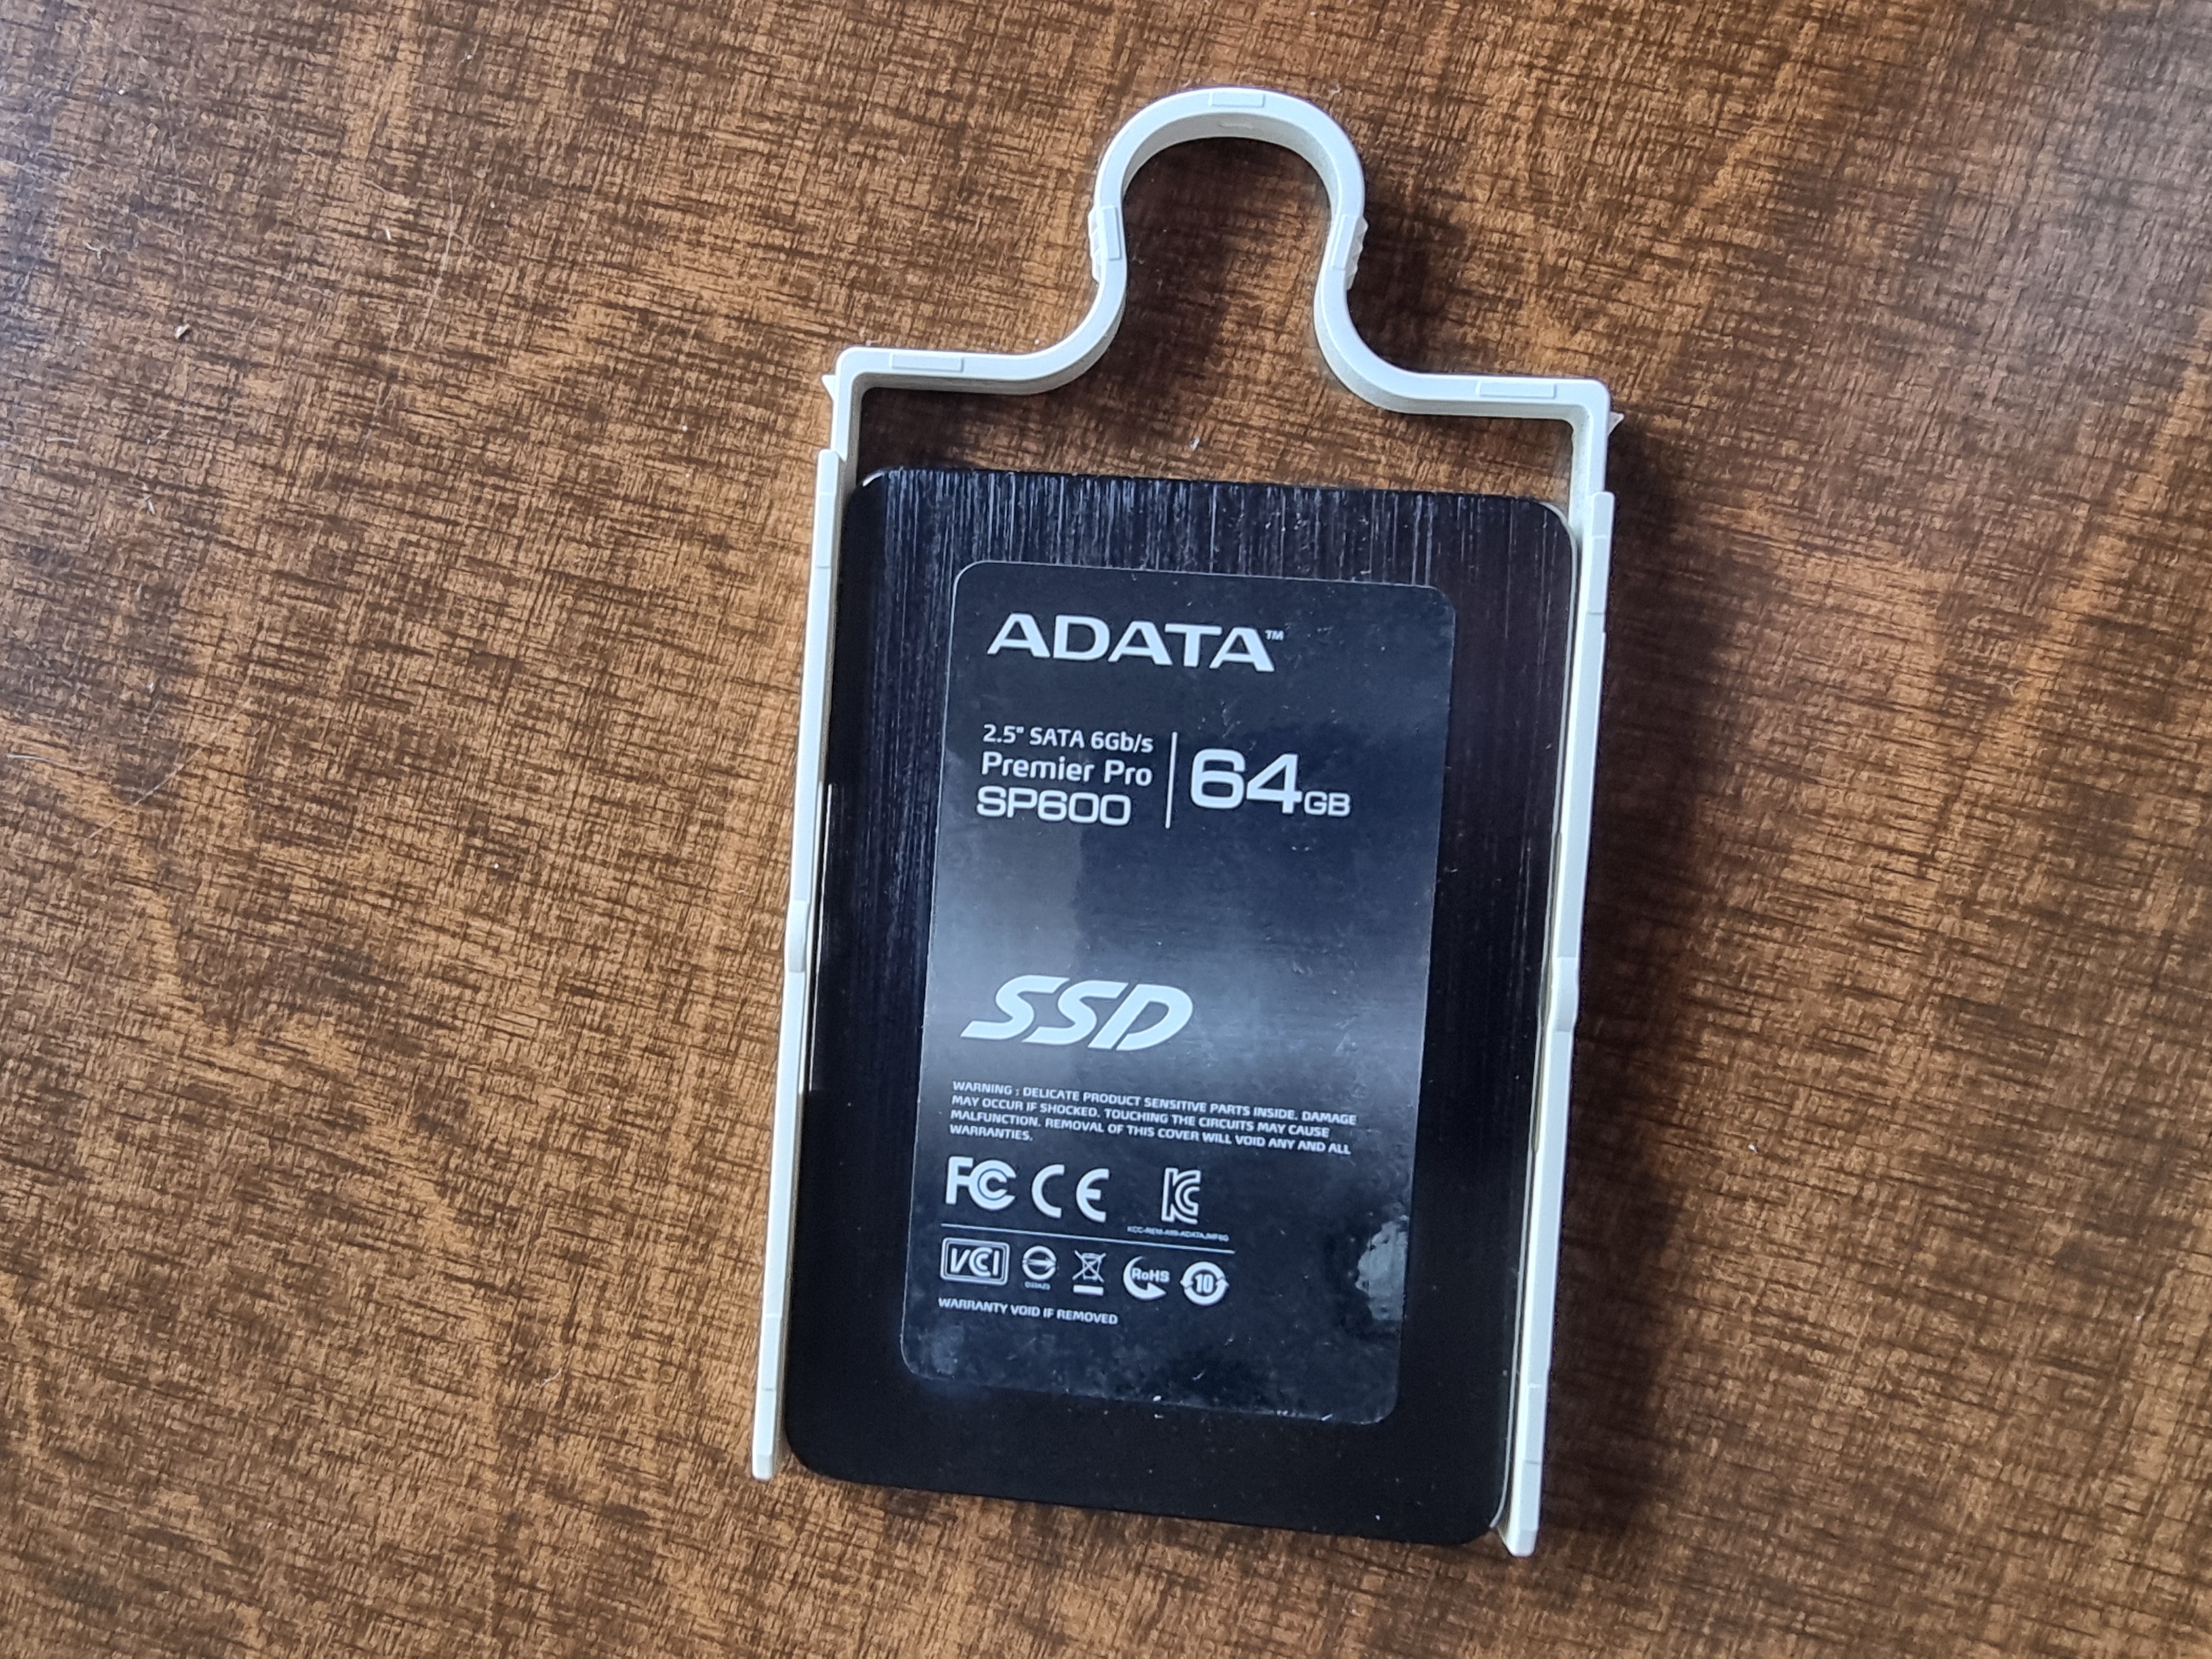 ADATA™
2.5" SATA 6Gb/s
Premier Pro
SP600
64GB
SSD
WARNING : DELICATE PRODUCT SENSITIVE PARTS INSIDE. DAMAGE
MAY OCCUR IF SHOCKED. TOUCHING THE CIRCUITS MAY CAUSE
MALFUNCTION. REMOVAL OF THIS COVER WILL VOID ANY AND ALL
WARRANTIES.
FC CE KC
VCI RoHS 10
WARRANTY VOID IF REMOVED